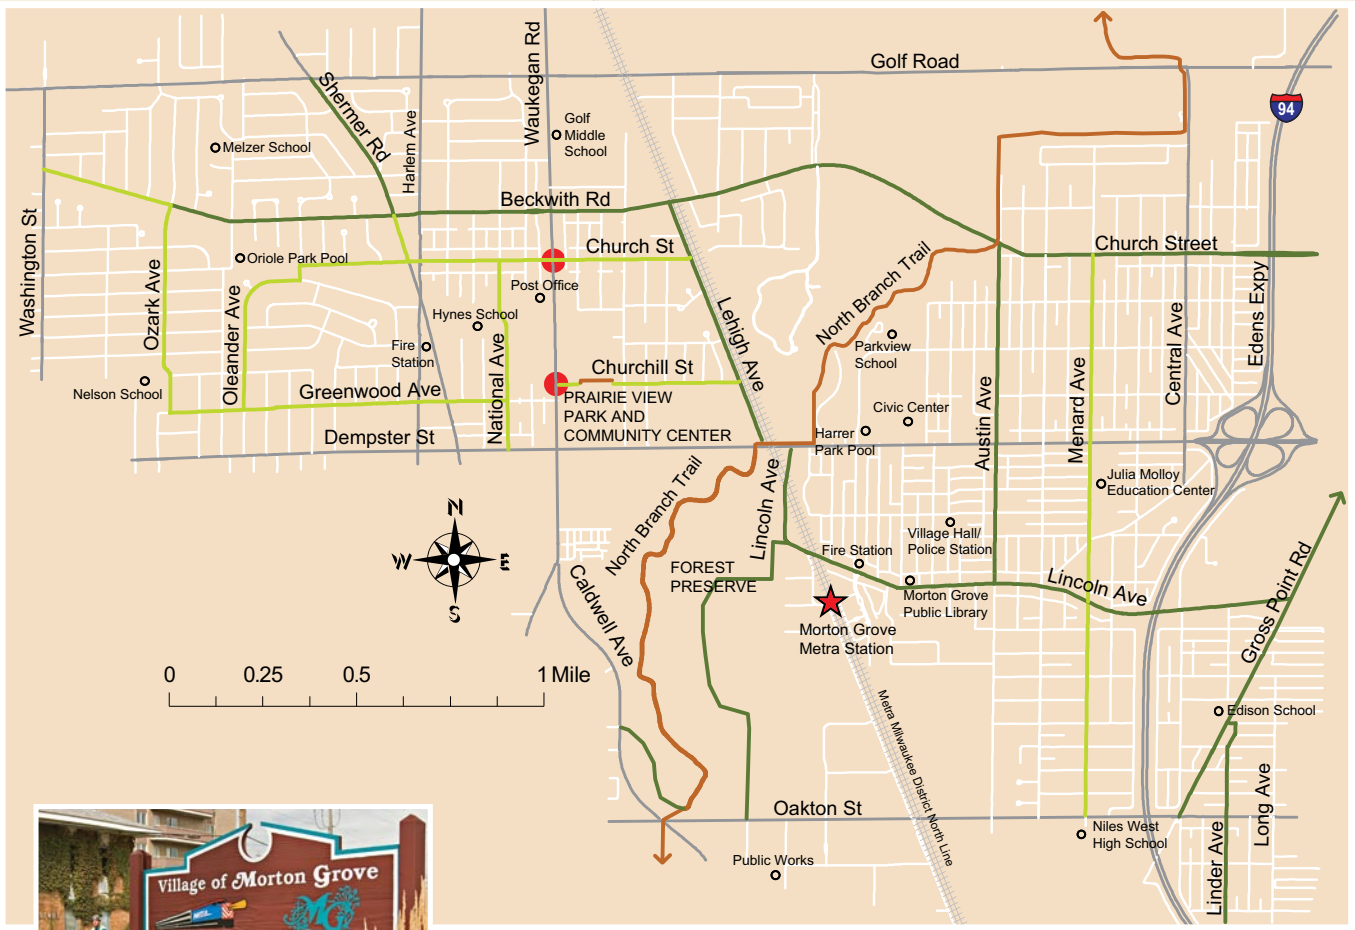 Golf Road
Waukegan Rd
94
Shermer Rd
Harlem Ave
Golf
Middle
School
Melzer School
Beckwith Rd
Washington St
Church St
Church Street
Oriole Park Pool
North Branch Trail
Post Office
Ozark Ave
Oleander Ave
Hynes School
Lehigh Ave
Edens Expy
Central Ave
Fire
Station
National Ave
Parkview
School
Menard Ave
Austin Ave
Churchill St
Nelson School
Greenwood Ave
PRAIRIE VIEW
PARK AND
COMMUNITY CENTER
Civic Center
Dempster St
Harrer
Park Pool
North Branch Trail
Lincoln Ave
Julia Molloy
Education Center
N
W
E
S
Village Hall/
Police Station
Fire Station
FOREST
PRESERVE
Caldwell Ave
Lincoln Ave
Gross Point Rd
Morton Grove
Public Library
Morton Grove
Metra Station
0 0.25 0.5 1 Mile
Metra Milwaukee District North Line
Edison School
Oakton St
Long Ave
Linder Ave
Niles West
High School
Public Works
Village of Morton Grove
MG